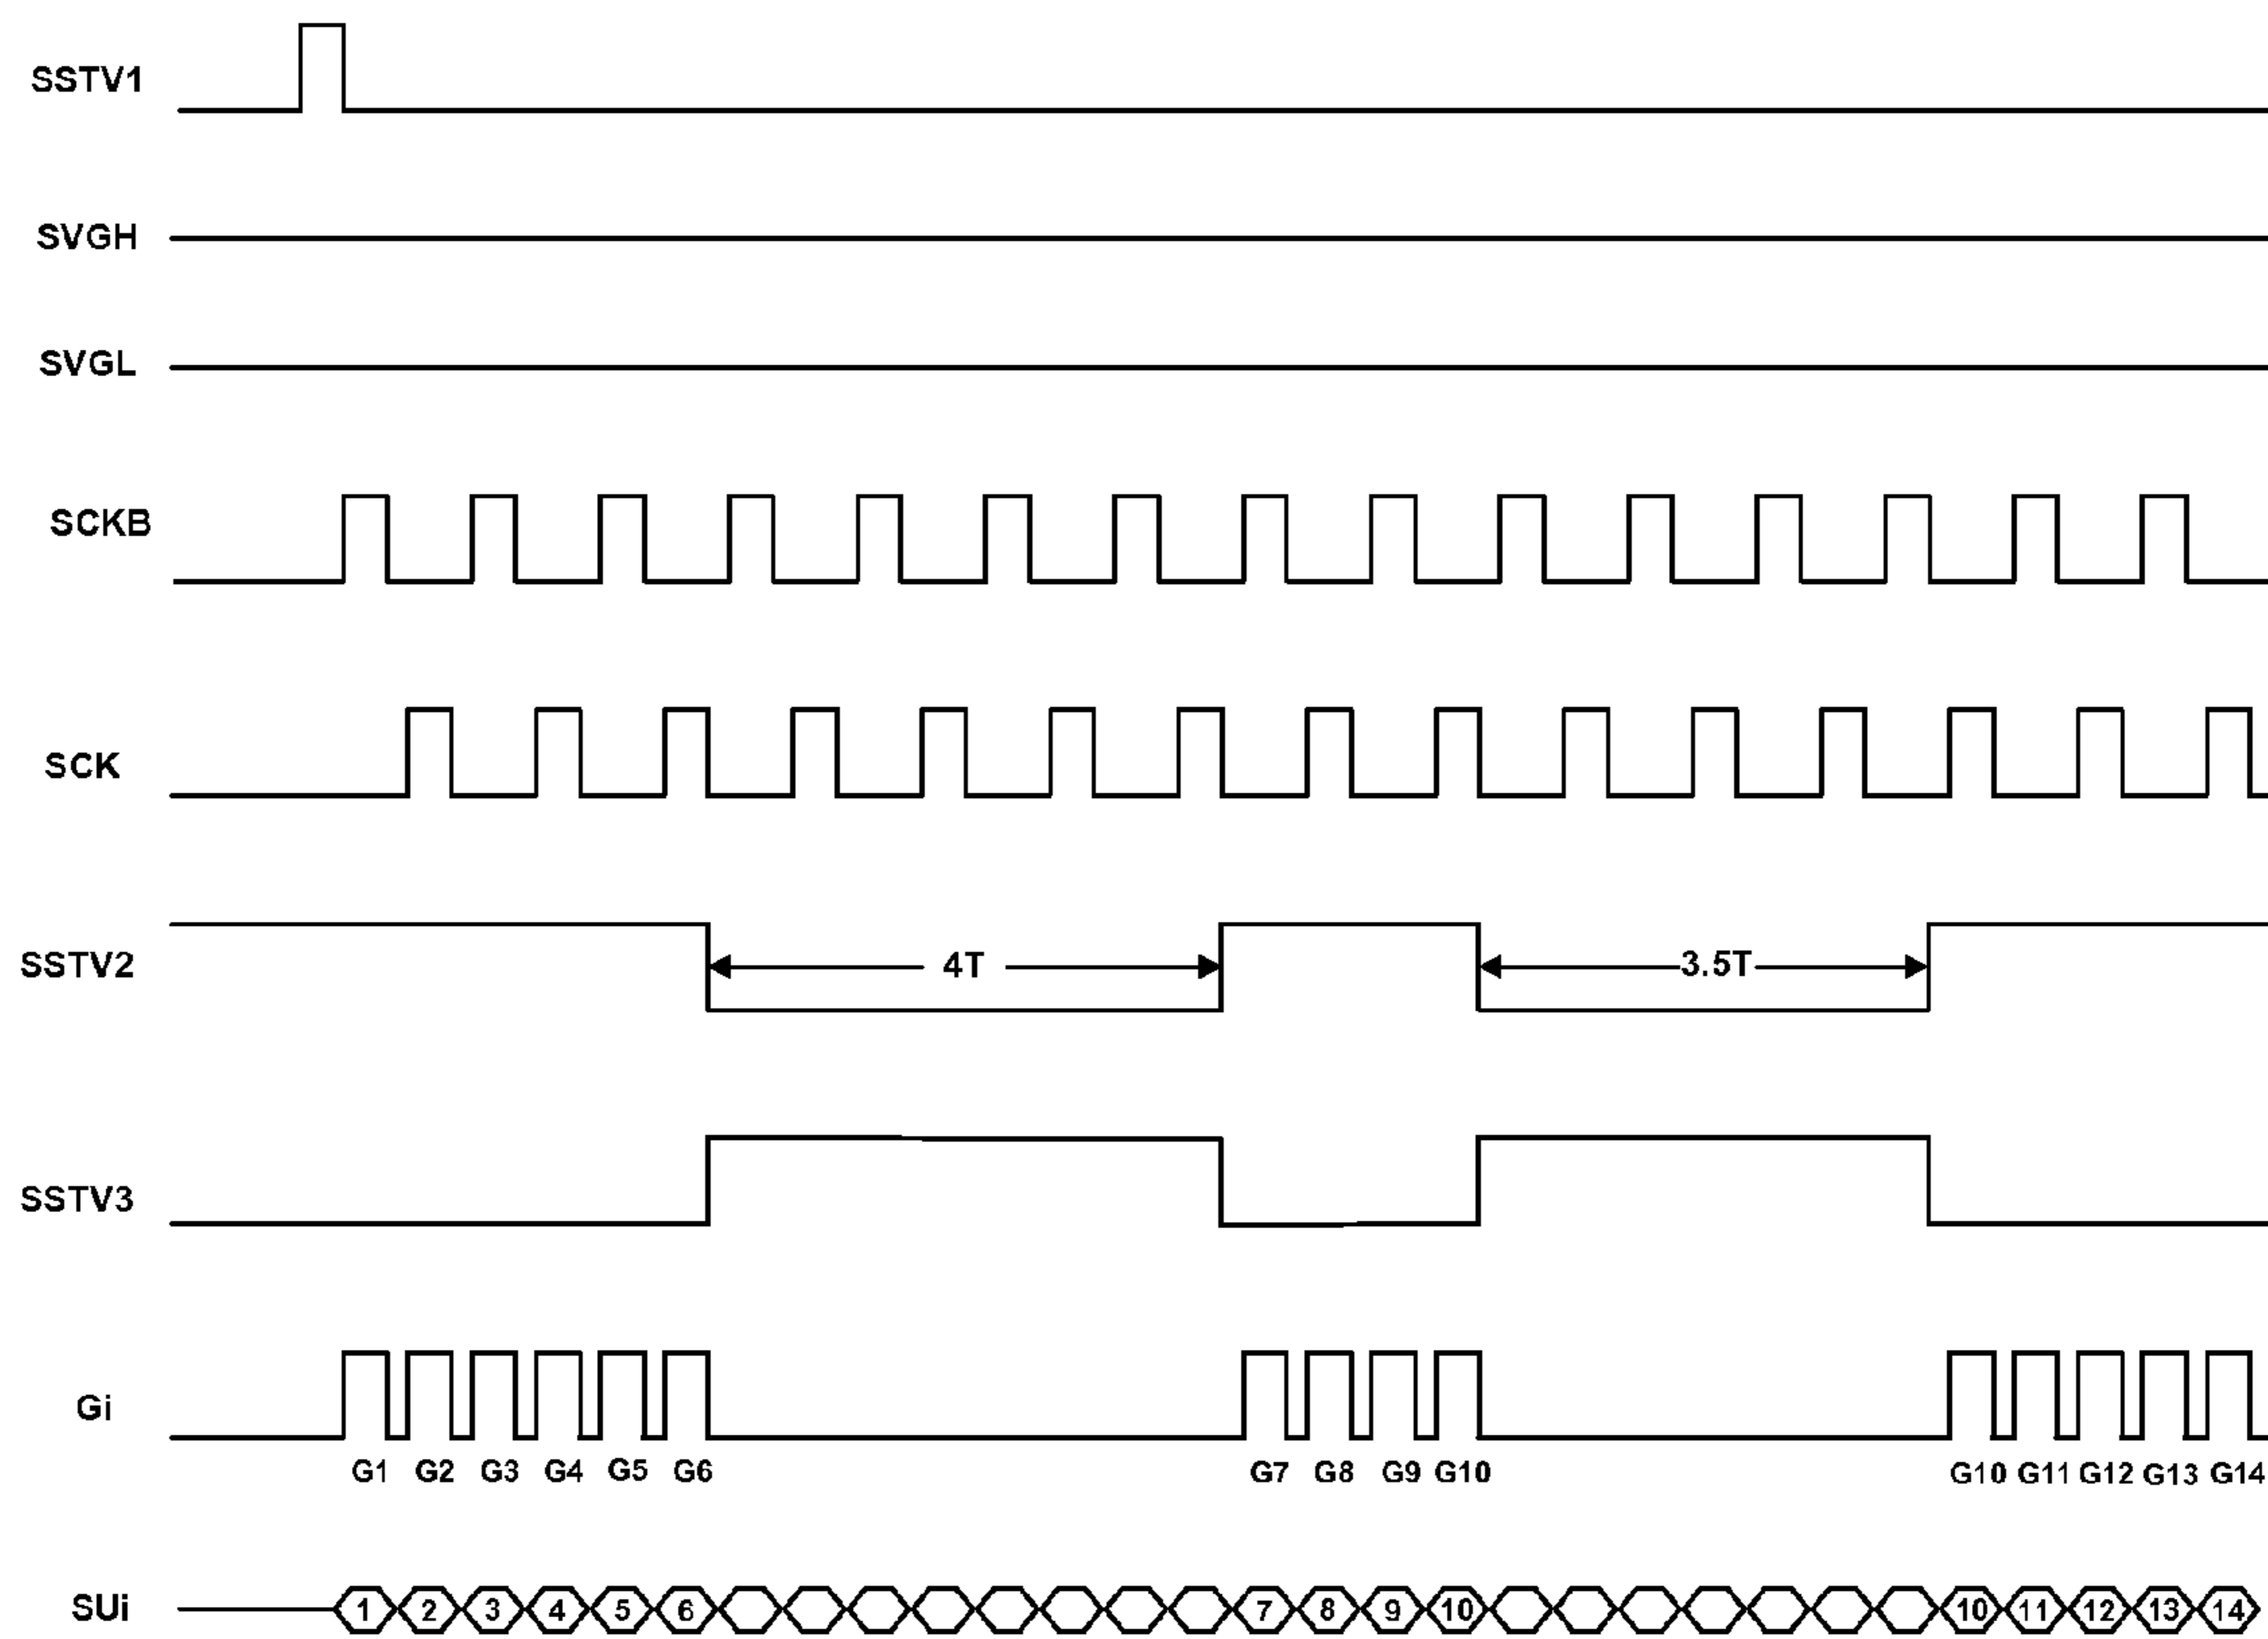 SSTV1
SVGH
SVGL
SCKB
SCK
SSTV2 4T 3.5T
SSTV3
Gi
G1 G2 G3 G4 G5 G6 G7 G8 G9 G10 G10 G11 G12 G13 G14
SUi 1 2 3 4 5 6 7 8 9 10 10 11 12 13 14